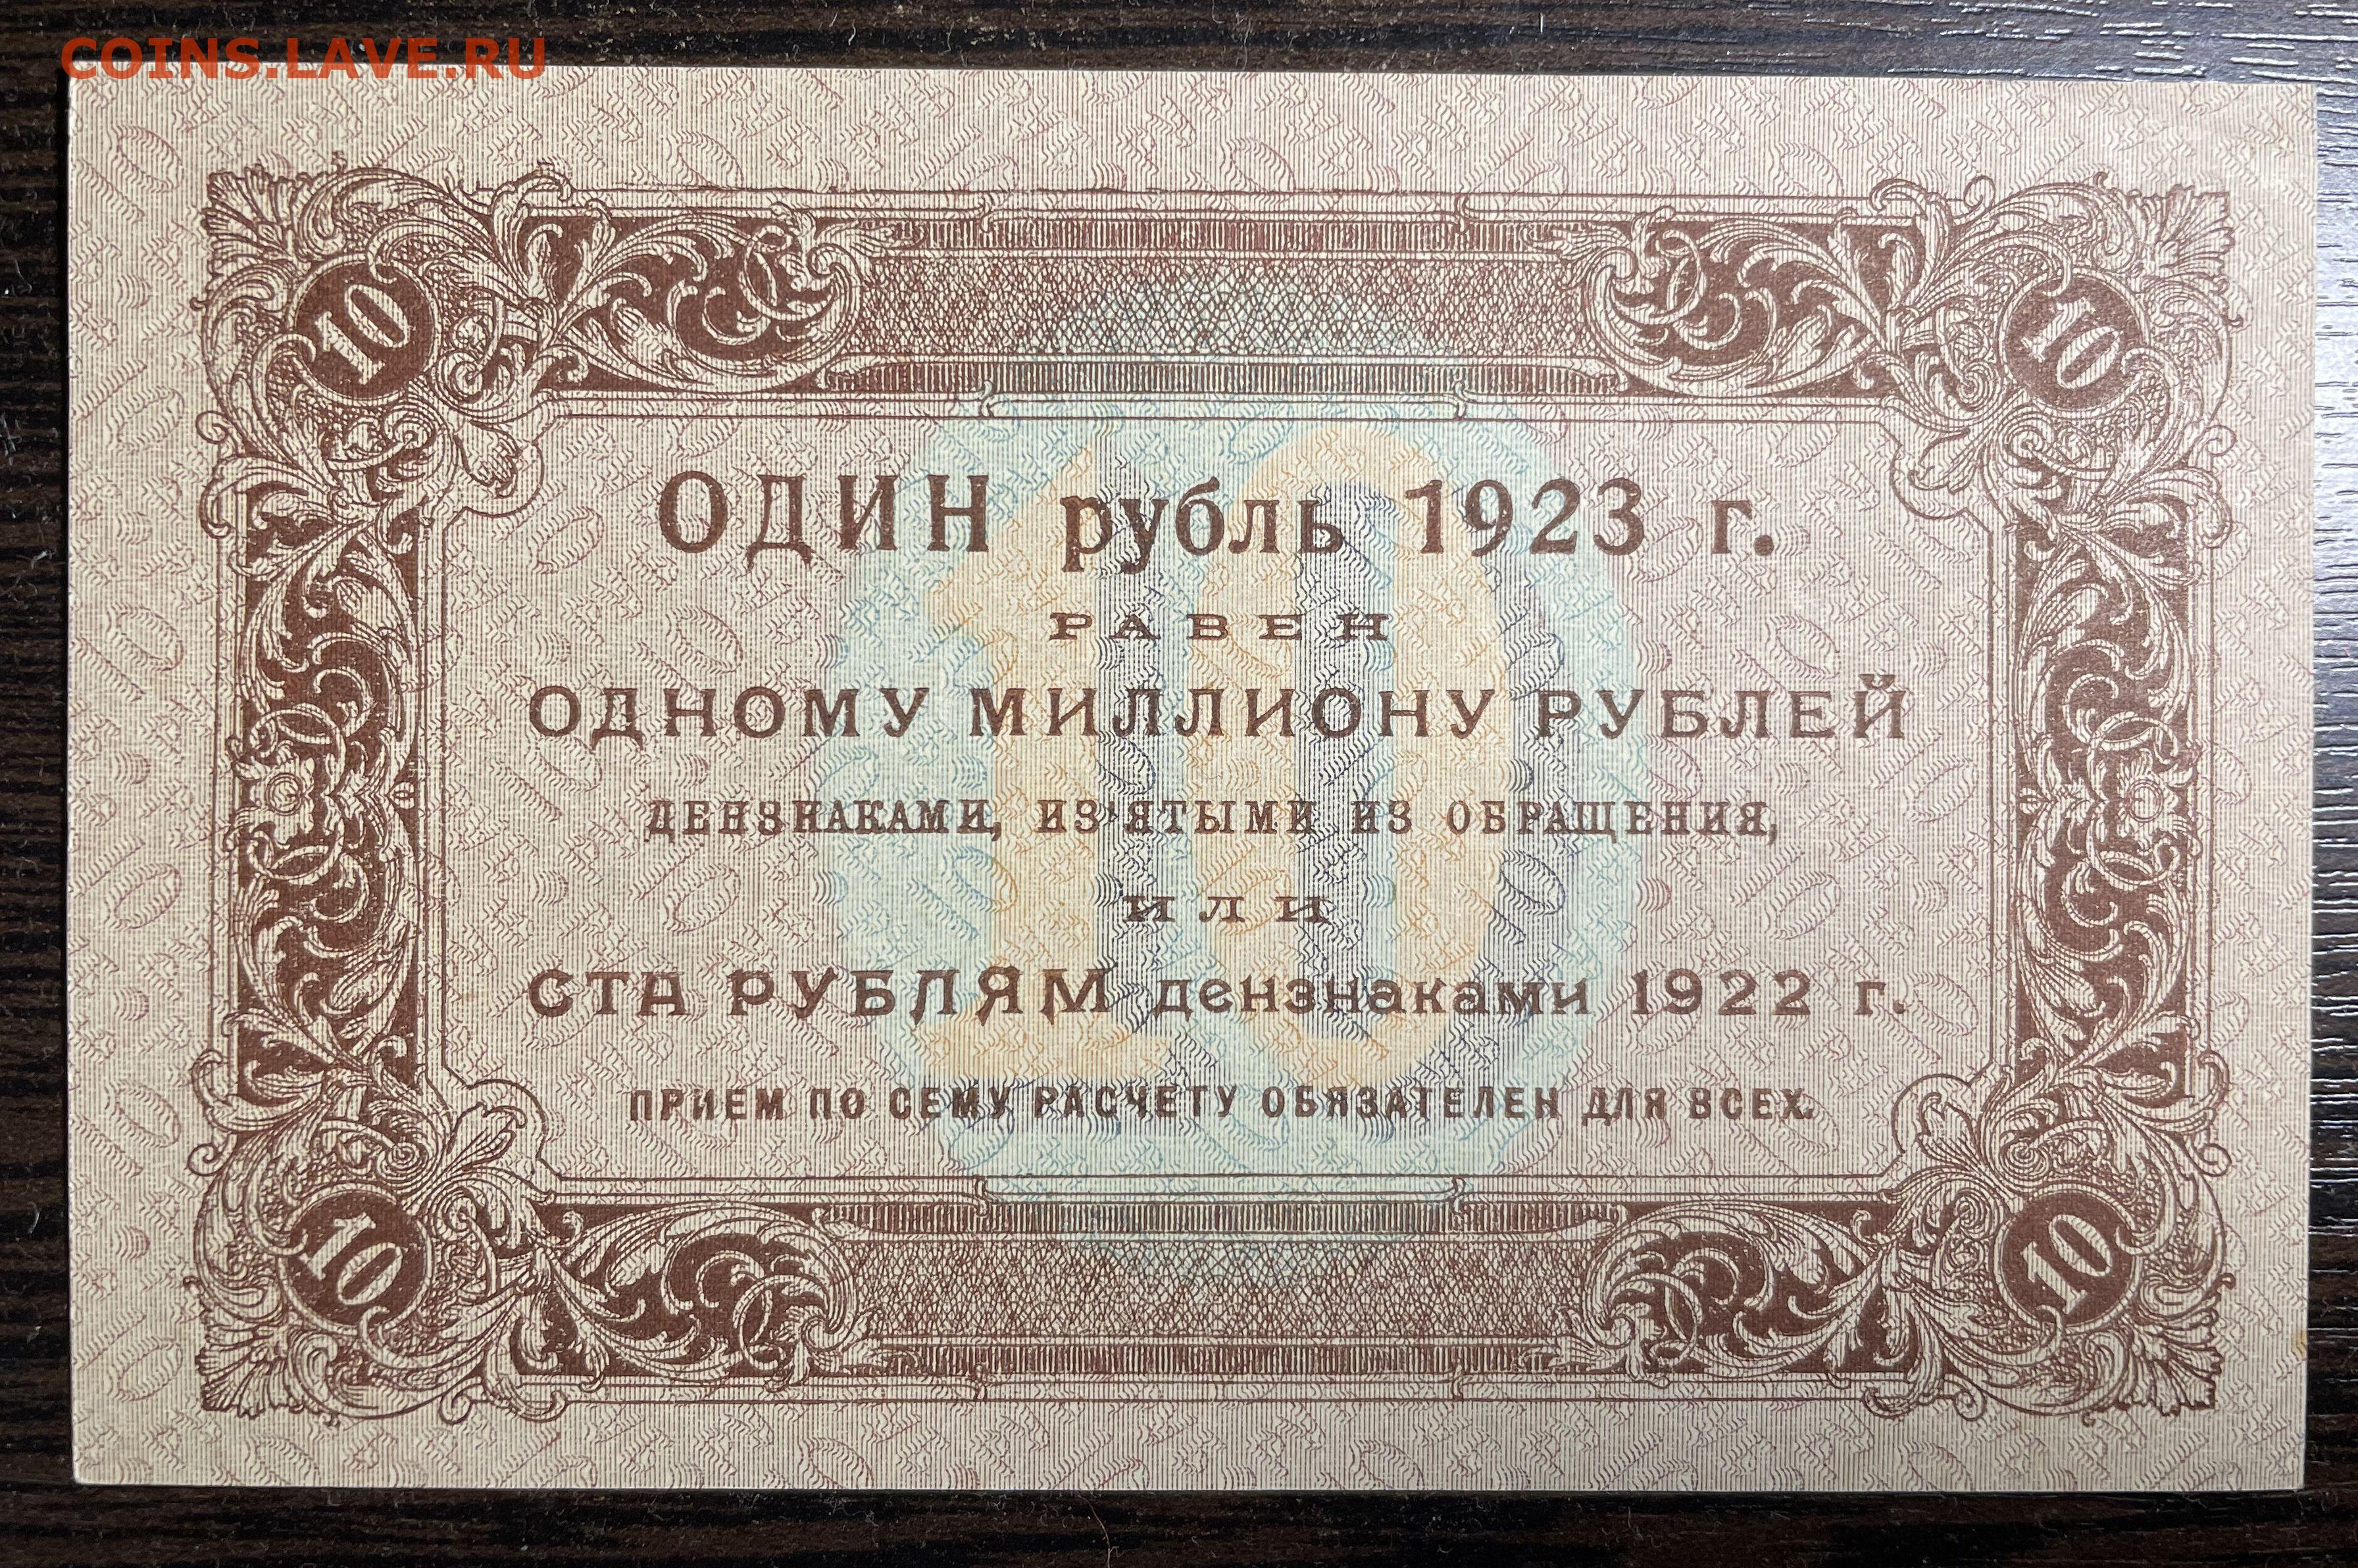 COINS.LAVE.RU
10
10
ОДИН рубль 1923 г.
РАВЕН
ОДНОМУ МИЛЛИОНУ РУБЛЕЙ
ДЕНЗНАКАМИ, ИЗ'ЯТЫМИ ИЗ ОБРАЩЕНИЯ,
ИЛИ
СТА РУБЛЯМ дензнаками 1922 г.
ПРИЕМ ПО СЕМУ РАСЧЕТУ ОБЯЗАТЕЛЕН ДЛЯ ВСЕХ.
10
10
10